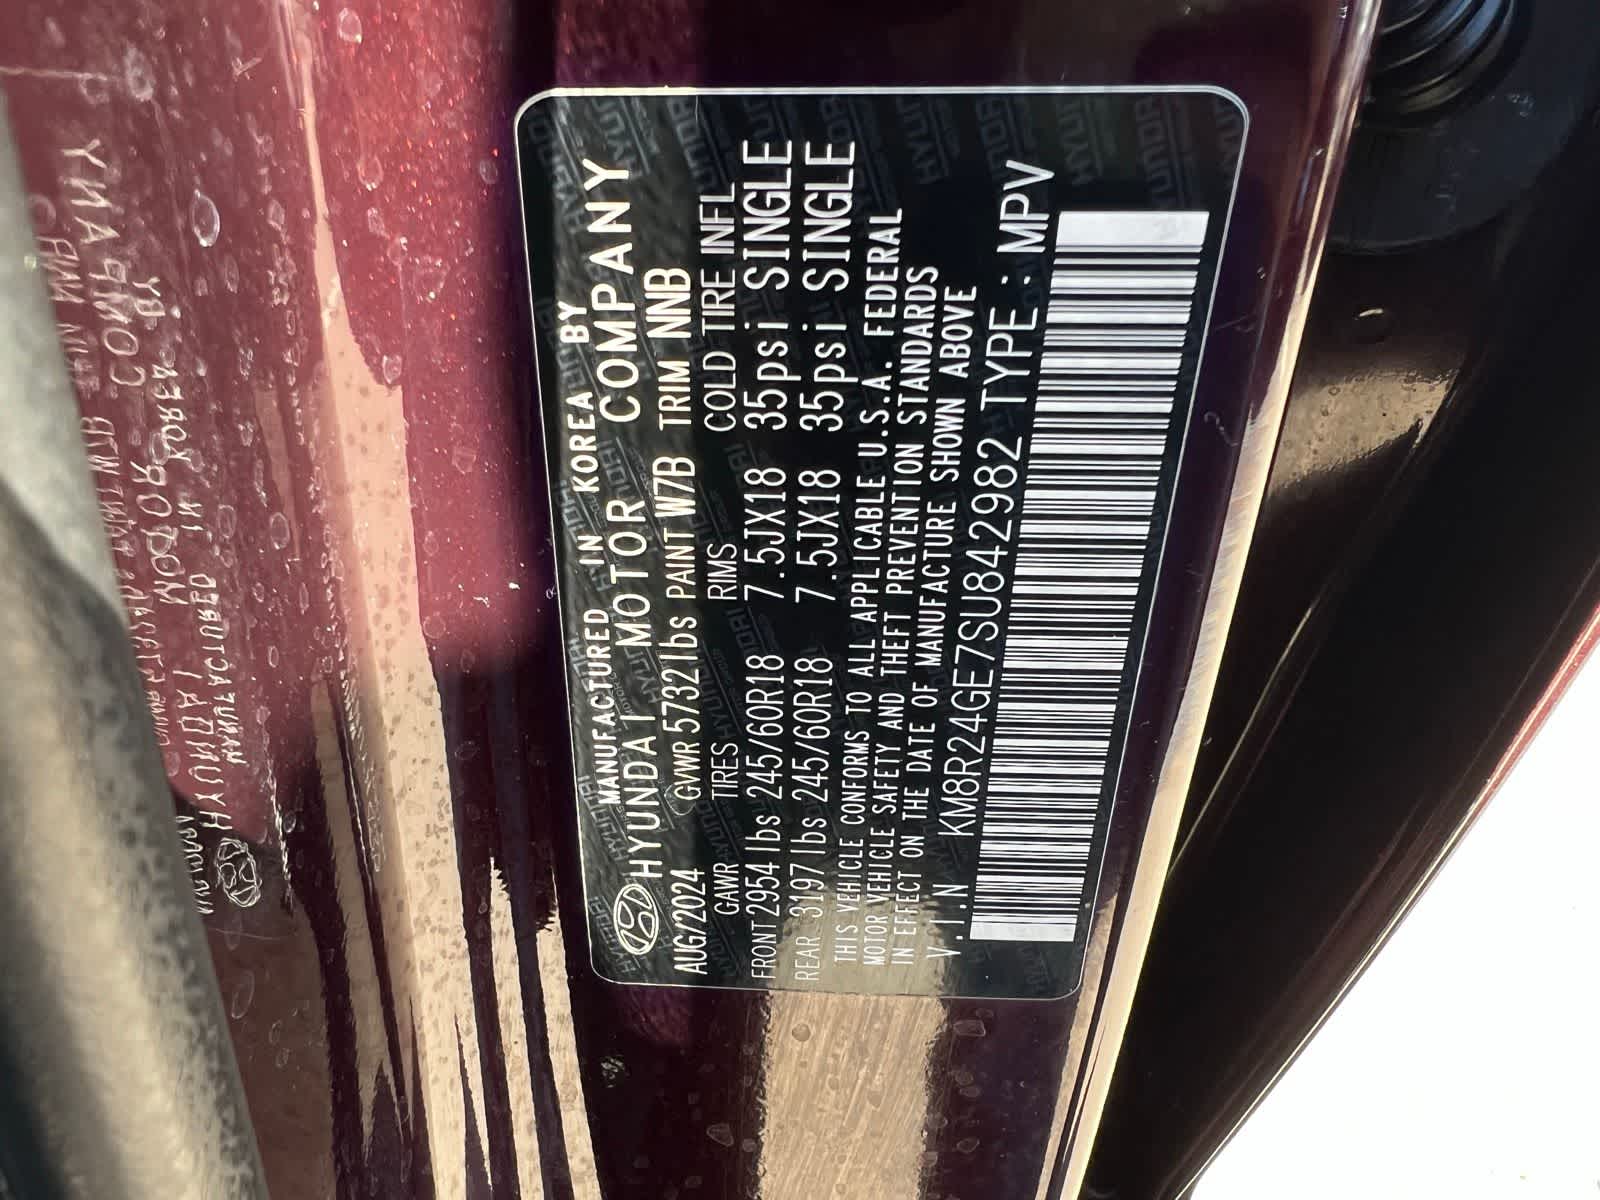 MANUFACTURED IN KOREA BY
HYUNDAI MOTOR COMPANY
AUG/2024 GVWR 5732lbs PAINT W7B TRIM NNB
GAWR TIRES RIMS COLD TIRE INFL
FRONT 2954 lbs 245/60R18 7.5JX18 35psi SINGLE
REAR 3197 lbs 245/60R18 7.5JX18 35psi SINGLE
THIS VEHICLE CONFORMS TO ALL APPLICABLE U.S.A. FEDERAL
MOTOR VEHICLE SAFETY AND THEFT PREVENTION STANDARDS
IN EFFECT ON THE DATE OF MANUFACTURE SHOWN ABOVE
V.I.N KM8R24GE7SU842982 TYPE : MPV